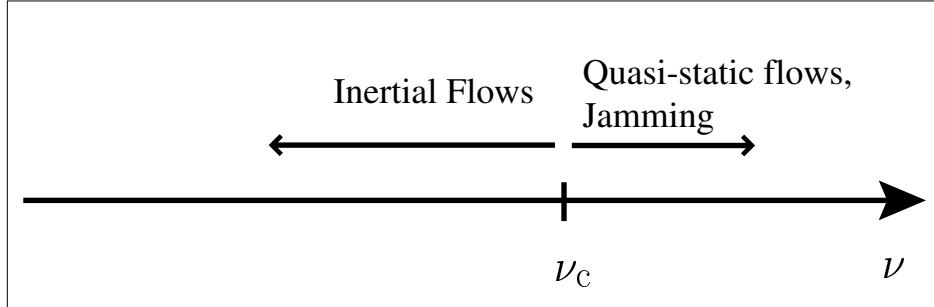 Inertial Flows
Quasi-static flows,
Jamming
νc
ν